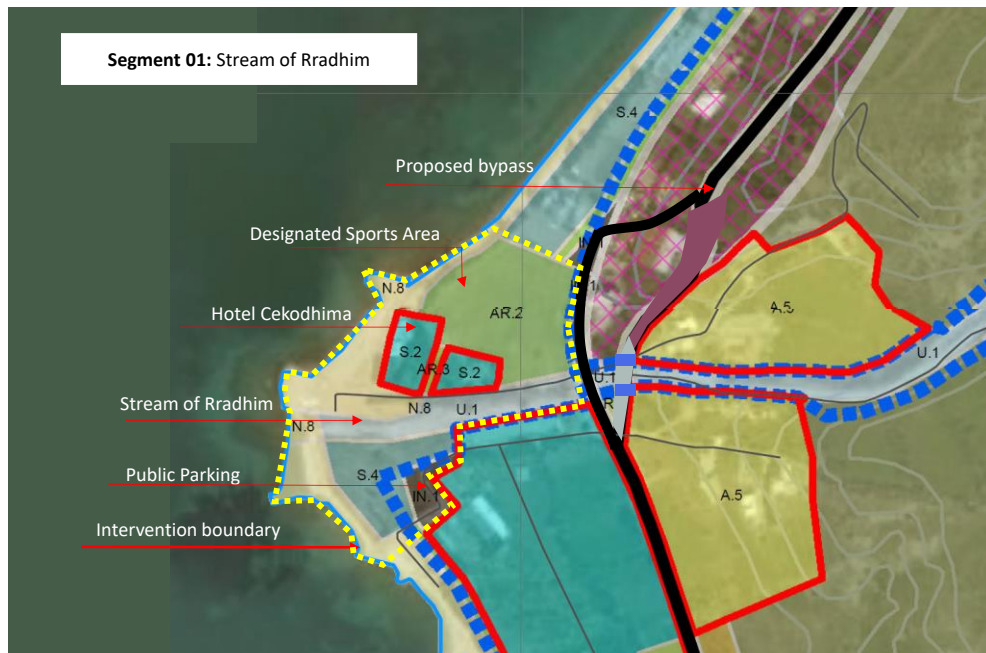 Segment 01: Stream of Rradhim
S.4
Proposed bypass
Designated Sports Area
N.8
A.5
Hotel Cekodhima
AR.2
S.2
U.1
AR.3
S.2
U.1
Stream of Rradhim
N.8
U.1
R
N.8
Public Parking
S.4
IN.1
A.5
Intervention boundary